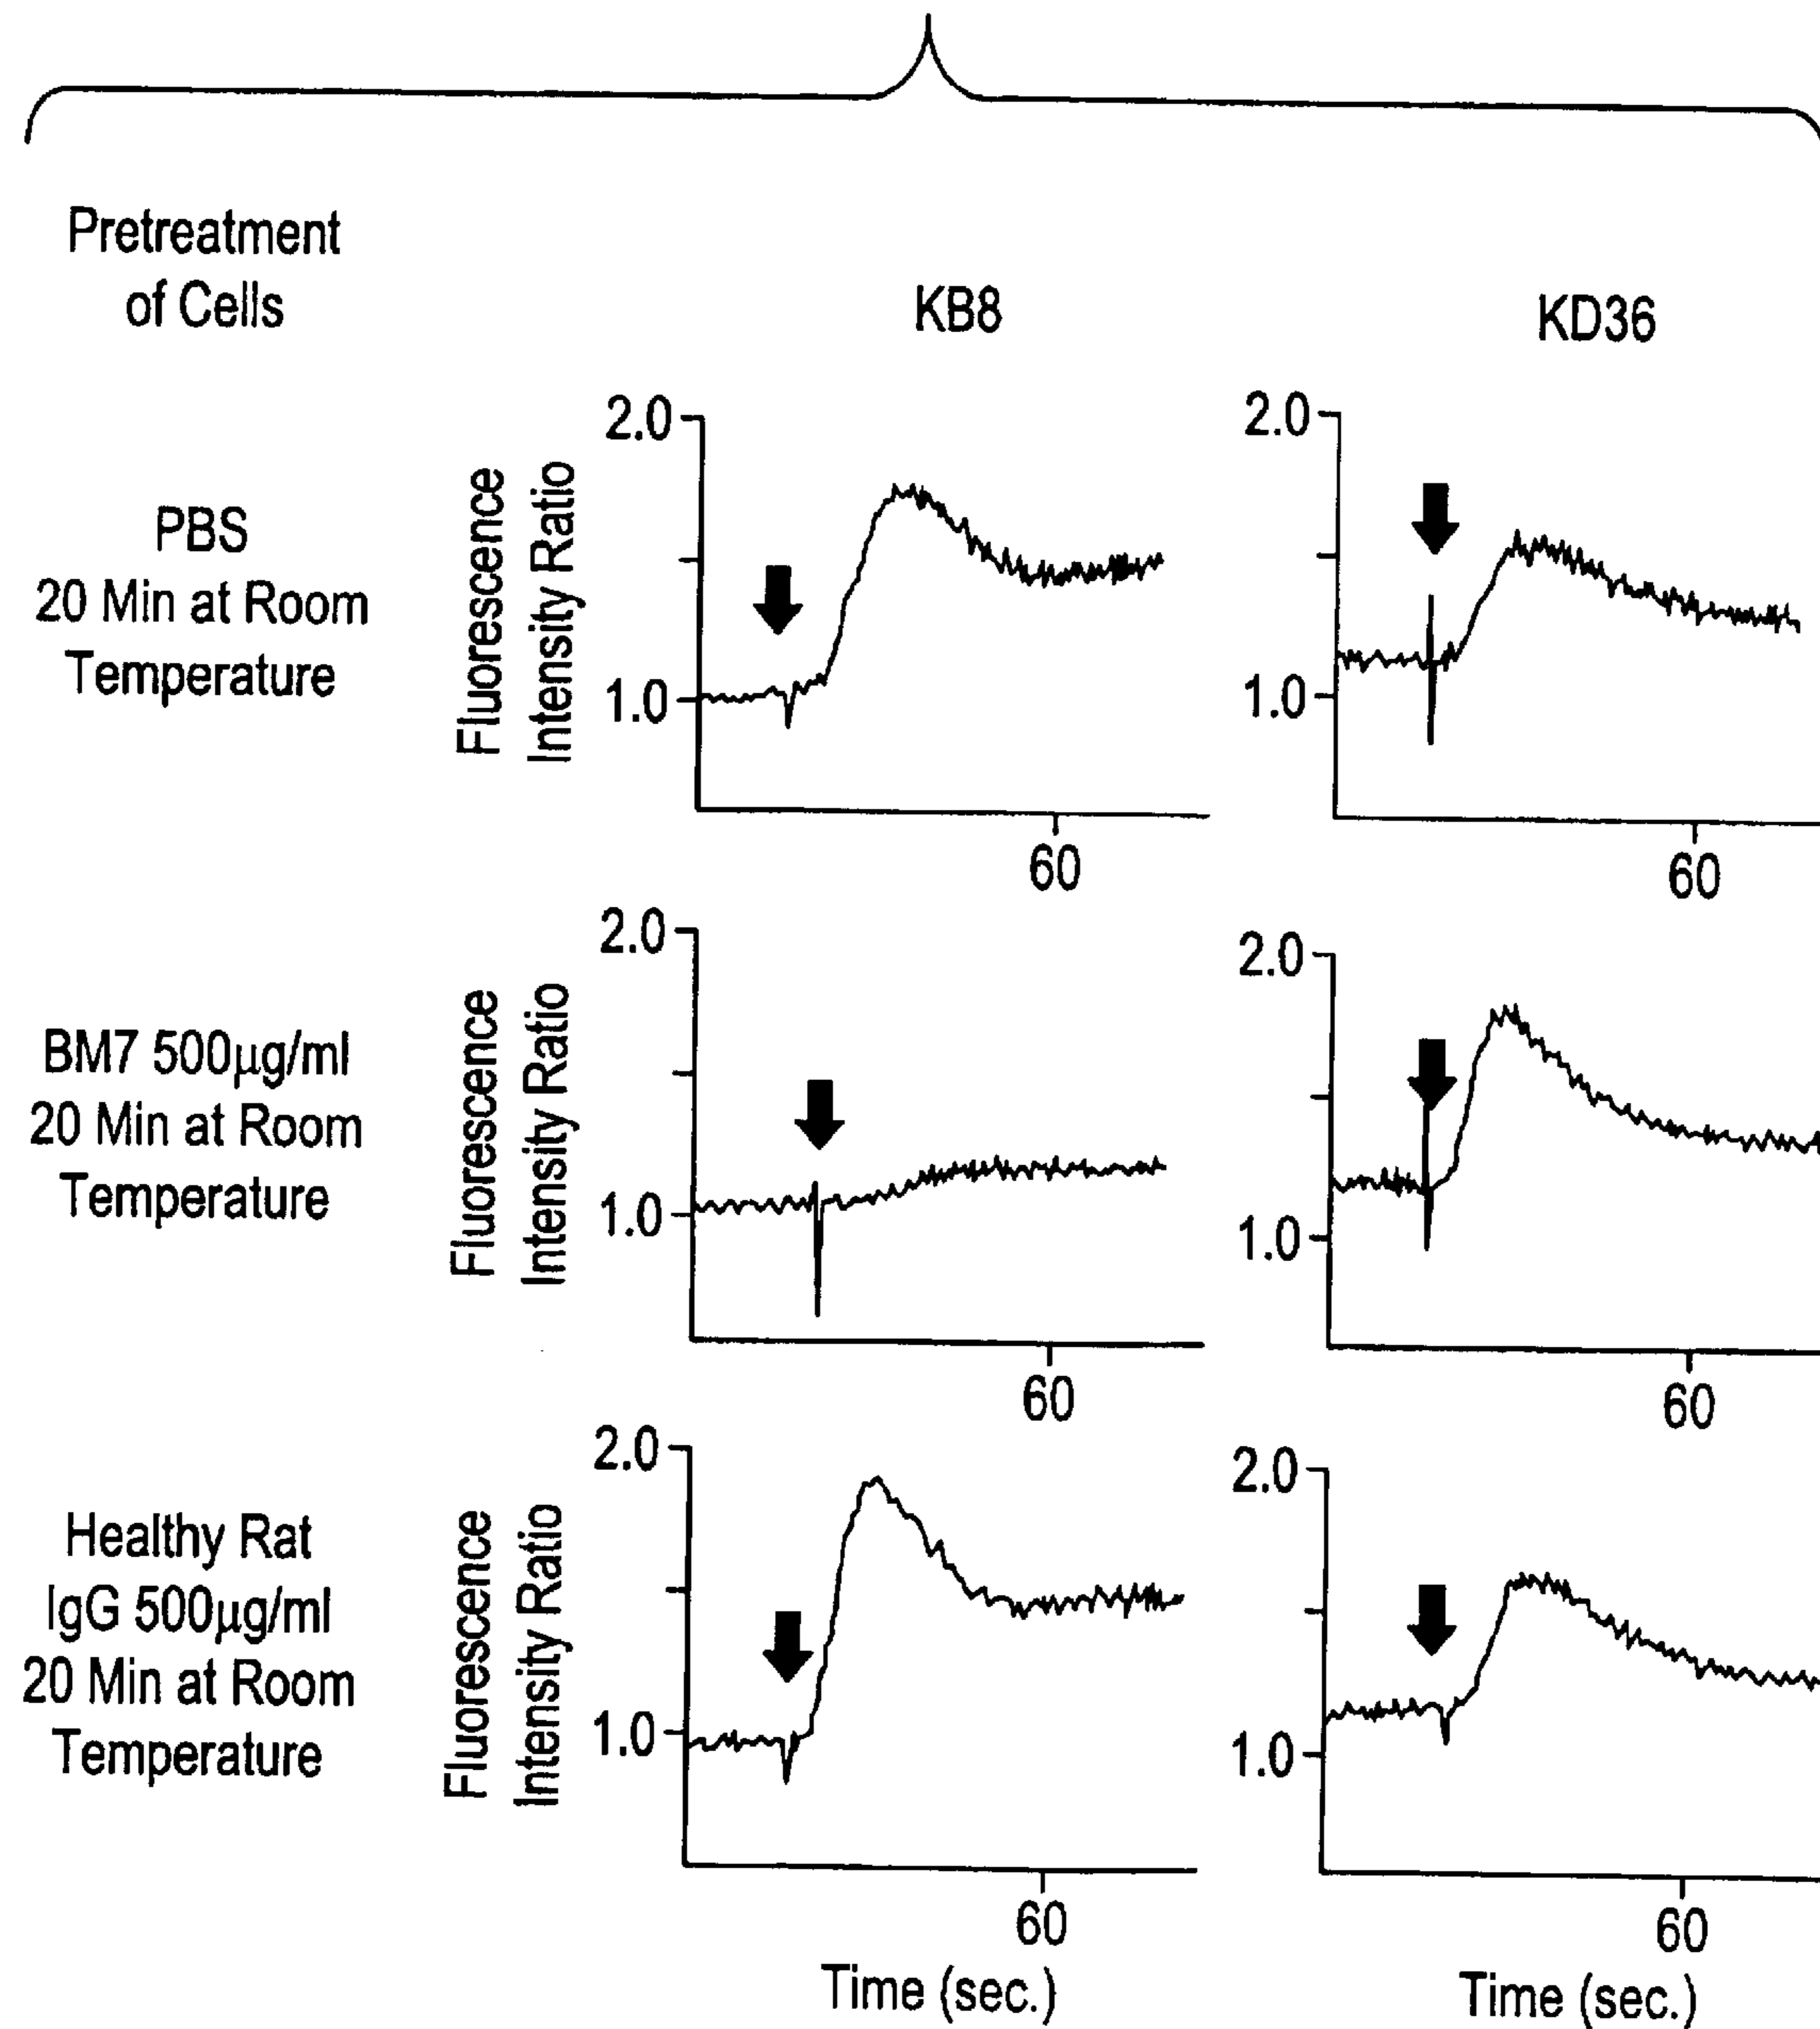 Pretreatment
of Cells
KB8
KD36
PBS
20 Min at Room
Temperature
Fluorescence
Intensity Ratio
2.0
1.0
60
2.0
1.0
60
BM7 500μg/ml
20 Min at Room
Temperature
Fluorescence
Intensity Ratio
2.0
1.0
60
2.0
1.0
60
Healthy Rat
IgG 500μg/ml
20 Min at Room
Temperature
Fluorescence
Intensity Ratio
2.0
1.0
60
Time (sec.)
2.0
1.0
60
Time (sec.)